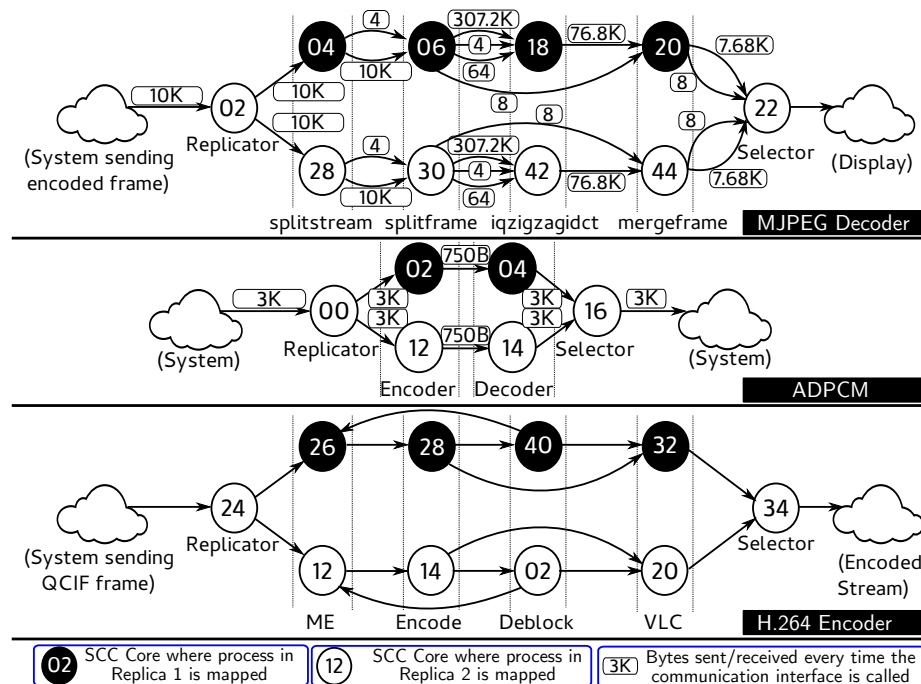 4
307.2K
04
06
4
18
76.8K
20
7.68K
10K
64
8
10K
10K
02
8
22
Replicator
10K
8
8
Selector
(System sending
encoded frame)
(Display)
4
307.2K
28
30
4
42
76.8K
44
7.68K
10K
64
splitstream
splitframe
iqzigzagidct
mergeframe
MJPEG Decoder
02
750B
04
3K
3K
3K
3K
00
16
3K
3K
(System)
Replicator
12
750B
14
Selector
(System)
Encoder
Decoder
ADPCM
26
28
40
32
24
34
(System sending
QCIF frame)
Replicator
Selector
(Encoded
Stream)
12
14
02
20
ME
Encode
Deblock
VLC
H.264 Encoder
02
SCC Core where process in
Replica 1 is mapped
12
SCC Core where process in
Replica 2 is mapped
3K
Bytes sent/received every time the
communication interface is called